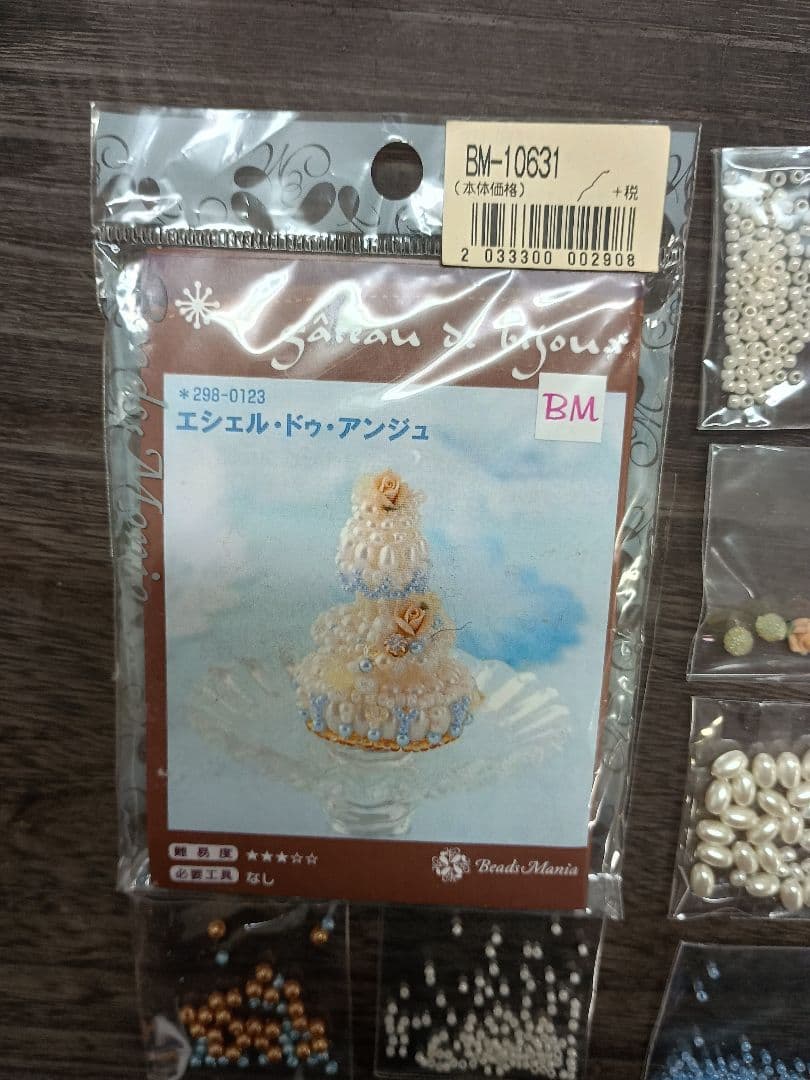 BM-10631
(本体価格)
+税
2 033300 002908
gâteau de bijoux
*298-0123
BM
エシェル・ドゥ・アンジュ
難易度 ★★★☆☆
必要工具 なし
Beads Mania